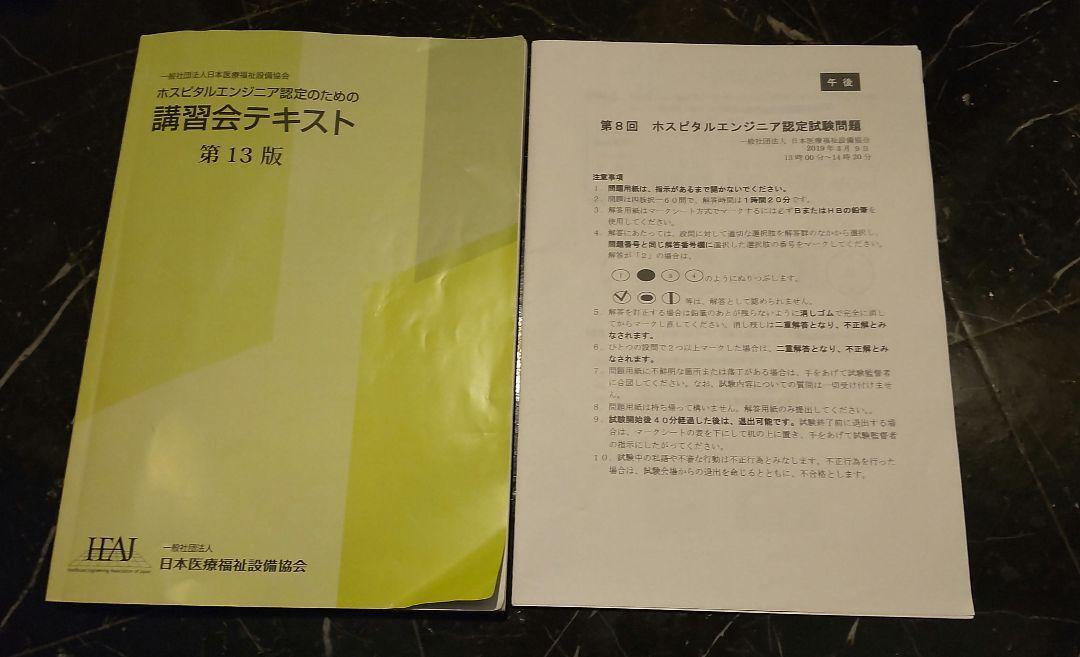 一般社団法人日本医療福祉設備協会
ホスピタルエンジニア認定のための
講習会テキスト
第13版
HEAJ
Healthcare Engineering Association of Japan
一般社団法人
日本医療福祉設備協会
午後
第8回 ホスピタルエンジニア認定試験問題
一般社団法人 日本医療福祉設備協会
2019年3月9日
13時00分~14時20分
注意事項
1. 問題用紙は、指示があるまで開かないでください。
2. 問題は四肢択一60問で、解答時間は1時間20分です。
3. 解答用紙はマークシート方式でマークするには必ずBまたはHBの鉛筆を
使用してください。
4. 解答にあたっては、設問に対して適切な選択肢を解答群のなかから選択し、
問題番号と同じ解答番号欄に選択した選択肢の番号をマークしてください。
解答が「2」の場合は、
① ③ ④のようにぬりつぶします。
等は、解答として認められません。
5. 解答を訂正する場合は鉛筆のあとが残らないように消しゴムで完全に消し
てからマークし直してください。消し残しは二重解答となり、不正解とみ
なされます。
6. ひとつの設問で2つ以上マークした場合は、二重解答となり、不正解とみ
なされます。
7. 問題用紙に不鮮明な箇所または落丁がある場合は、手をあげて試験監督者
に合図してください。なお、試験内容についての質問は一切受け付けませ
ん。
8. 問題用紙は持ち帰って構いません。解答用紙のみ提出してください。
9. 試験開始後40分経過した後は、退出可能です。試験終了前に退出する場
合は、マークシートの表を下にして机の上に置き、手をあげて試験監督者
の指示にしたがってください。
10. 試験中の私語や不審な行動は不正行為とみなします。不正行為を行った
場合は、試験会場からの退出を命じるとともに、不合格とします。